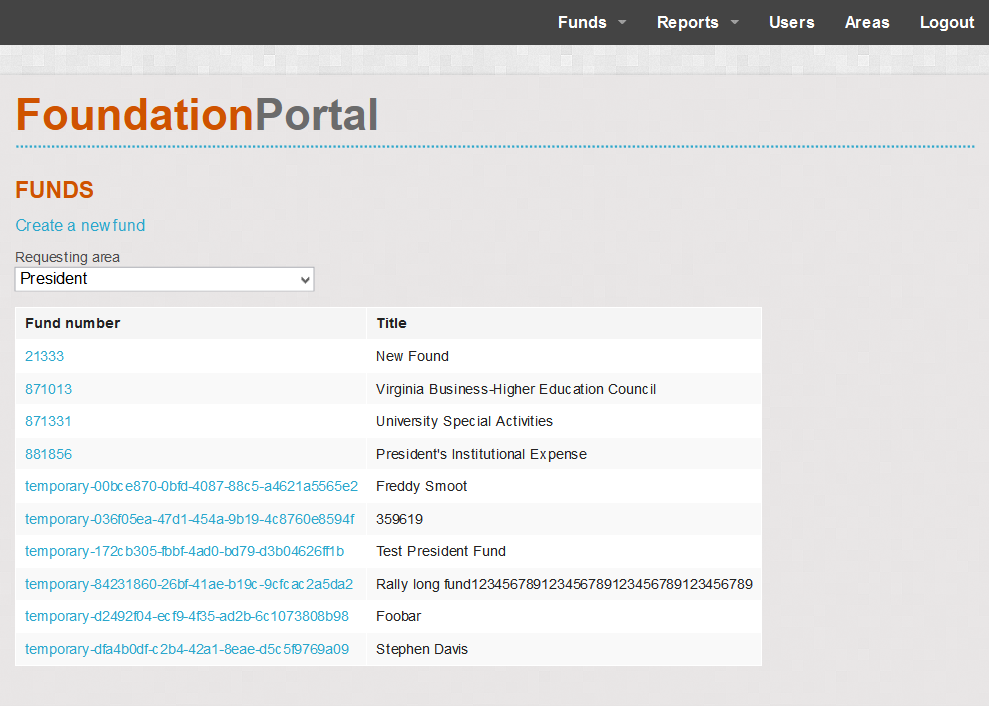 Funds Reports Users Areas Logout
FoundationPortal
FUNDS
Create a new fund
Requesting area
President
Fund number Title
21333 New Found
871013 Virginia Business-Higher Education Council
871331 University Special Activities
881856 President's Institutional Expense
temporary-00bce870-0bfd-4087-88c5-a4621a5565e2 Freddy Smoot
temporary-036f05ea-47d1-454a-9b19-4c8760e8594f 359619
temporary-172cb305-fbbf-4ad0-bd79-d3b04626ff1b Test President Fund
temporary-84231860-26bf-41ae-b19c-9cfcac2a5da2 Rally long fund123456789123456789123456789123456789
temporary-d2492f04-ecf9-4f35-ad2b-6c1073808b98 Foobar
temporary-dfa4b0df-c2b4-42a1-8eae-d5c5f9769a09 Stephen Davis